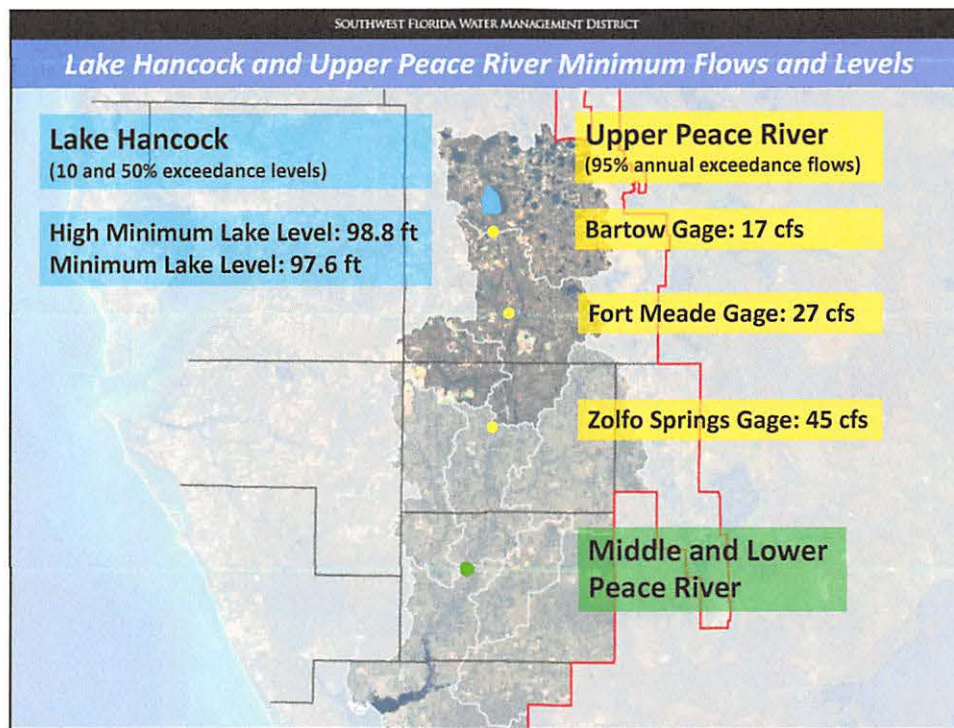 SOUTHWEST FLORIDA WATER MANAGEMENT DISTRICT
Lake Hancock and Upper Peace River Minimum Flows and Levels
Lake Hancock
(10 and 50% exceedance levels)
High Minimum Lake Level: 98.8 ft
Minimum Lake Level: 97.6 ft
Upper Peace River
(95% annual exceedance flows)
Bartow Gage: 17 cfs
Fort Meade Gage: 27 cfs
Zolfo Springs Gage: 45 cfs
Middle and Lower
Peace River